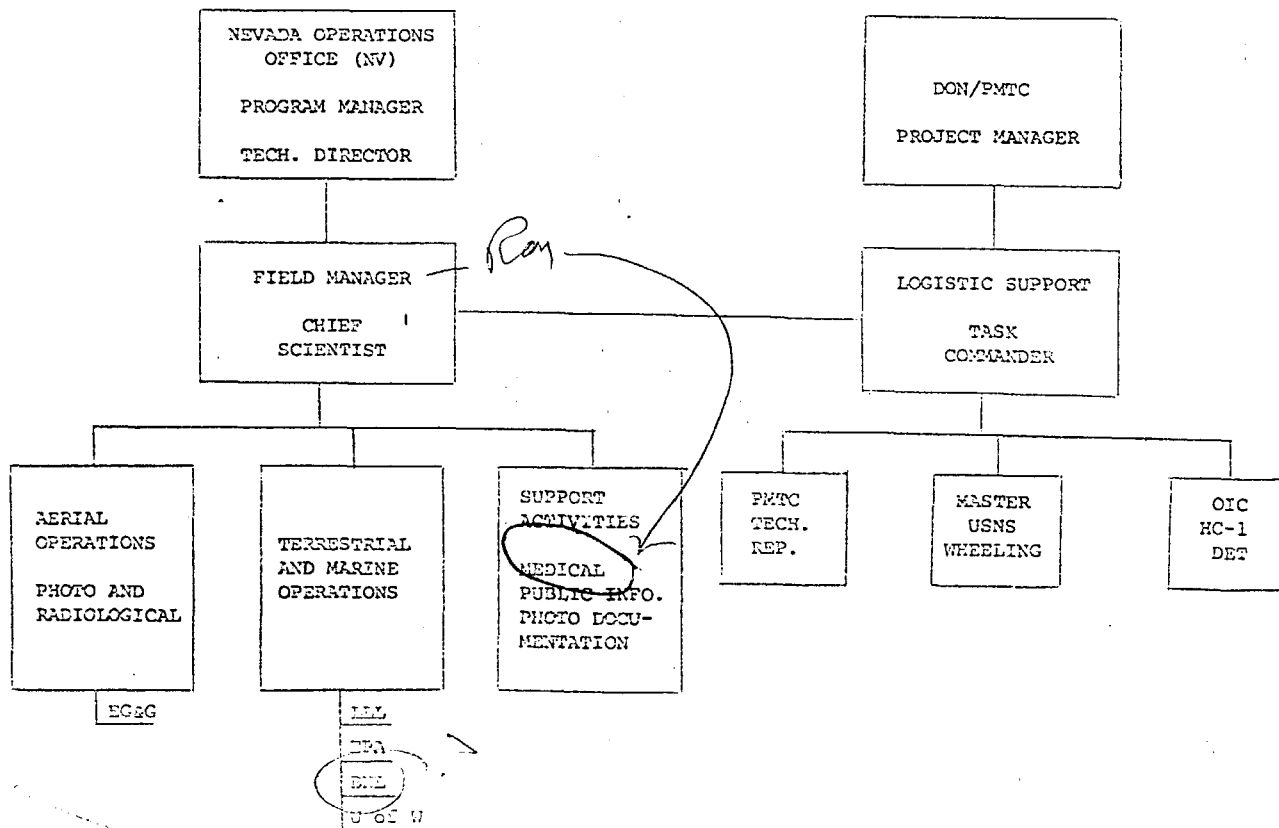 NEVADA OPERATIONS
OFFICE (NV)
PROGRAM MANAGER
TECH. DIRECTOR
DON/PMTC
PROJECT MANAGER
FIELD MANAGER
CHIEF
SCIENTIST
Ron
LOGISTIC SUPPORT
TASK
COMMANDER
AERIAL
OPERATIONS
PHOTO AND
RADIOLOGICAL
TERRESTRIAL
AND MARINE
OPERATIONS
SUPPORT
ACTIVITIES
MEDICAL
PUBLIC INFO.
PHOTO DOCU-
MENTATION
PMTC
TECH.
REP.
MASTER
USNS
WHEELING
OIC
HC-1
DET
EG&G
LLL
EPA
BNL
U of W